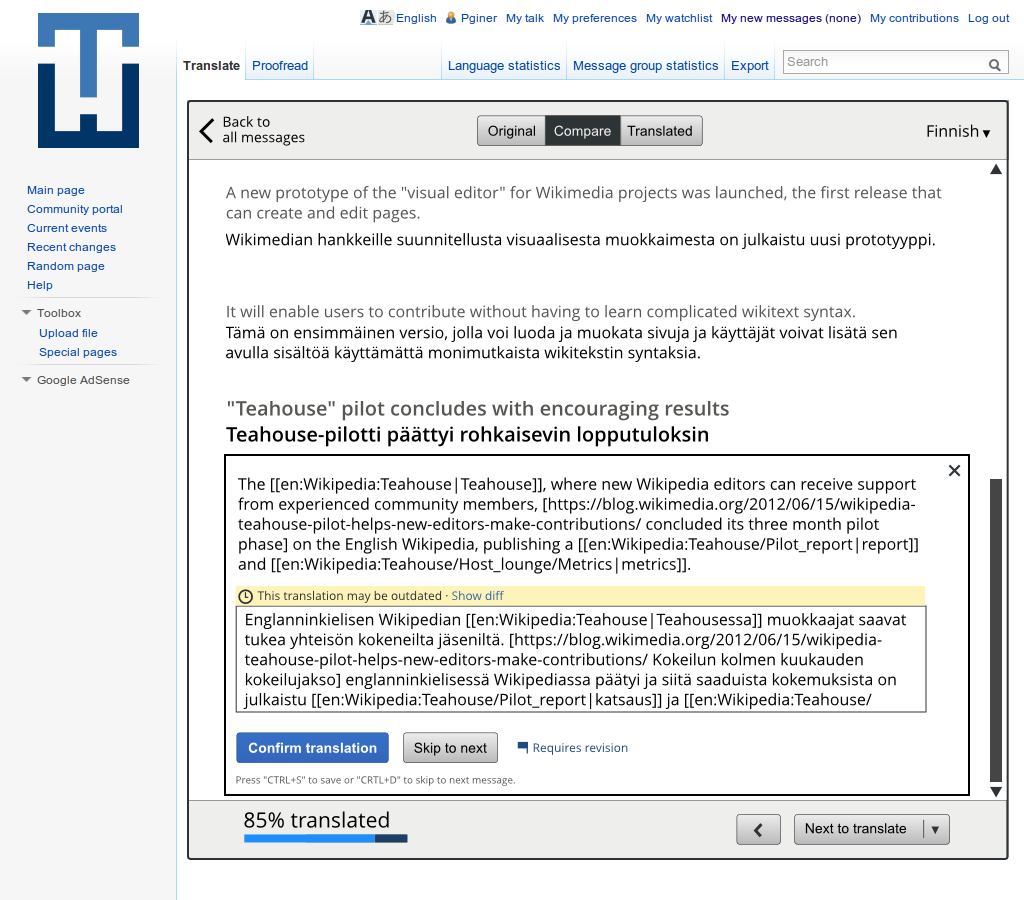 A あ English Pginer My talk My preferences My watchlist My new messages (none) My contributions Log out
Translate Proofread Language statistics Message group statistics Export Search
Main page
Community portal
Current events
Recent changes
Random page
Help
Toolbox
Upload file
Special pages
Google AdSense
Back to
all messages
Original Compare Translated
Finnish
A new prototype of the "visual editor" for Wikimedia projects was launched, the first release that
can create and edit pages.
Wikimedian hankkeille suunnitellusta visuaalisesta muokkaimesta on julkaistu uusi prototyyppi.
It will enable users to contribute without having to learn complicated wikitext syntax.
Tämä on ensimmäinen versio, jolla voi luoda ja muokata sivuja ja käyttäjät voivat lisätä sen
avulla sisältöä käyttämättä monimutkaista wikitekstin syntaksia.
"Teahouse" pilot concludes with encouraging results
Teahouse-pilotti päättyi rohkaisevin lopputuloksin
The [[en:Wikipedia:Teahouse|Teahouse]], where new Wikipedia editors can receive support
from experienced community members, [https://blog.wikimedia.org/2012/06/15/wikipedia-
teahouse-pilot-helps-new-editors-make-contributions/ concluded its three month pilot
phase] on the English Wikipedia, publishing a [[en:Wikipedia:Teahouse/Pilot_report|report]]
and [[en:Wikipedia:Teahouse/Host_lounge/Metrics|metrics]].
This translation may be outdated · Show diff
Englanninkielisen Wikipedian [[en:Wikipedia:Teahouse|Teahousessa]] muokkaajat saavat
tukea yhteisön kokeneilta jäseniltä. [https://blog.wikimedia.org/2012/06/15/wikipedia-
teahouse-pilot-helps-new-editors-make-contributions/ Kokeilun kolmen kuukauden
kokeilujakso] englanninkielisessä Wikipediassa päätyi ja siitä saaduista kokemuksista on
julkaistu [[en:Wikipedia:Teahouse/Pilot_report|katsaus]] ja [[en:Wikipedia:Teahouse/
Confirm translation Skip to next Requires revision
Press "CTRL+S" to save or "CRTL+D" to skip to next message.
85% translated
Next to translate